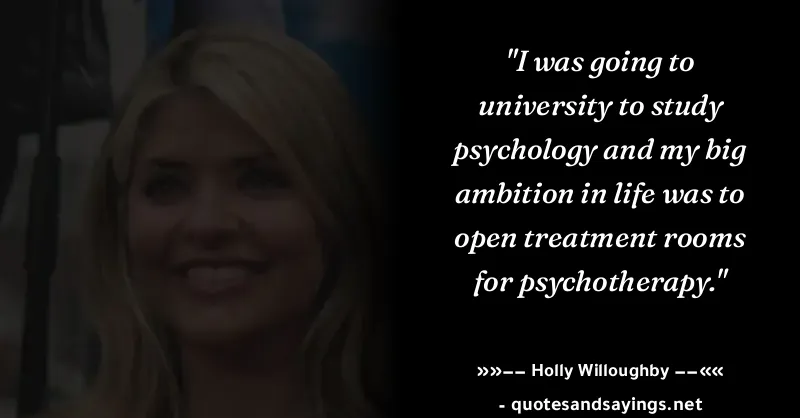 "I was going to
university to study
psychology and my big
ambition in life was to
open treatment rooms
for psychotherapy."
»»–– Holly Willoughby ––««
- quotesandsayings.net